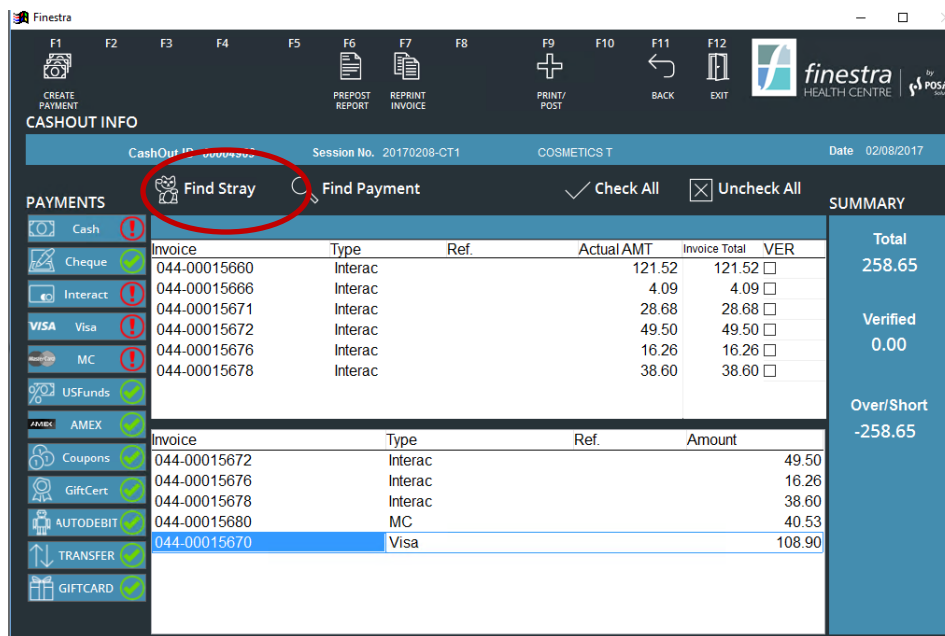 Finestra
F1 F2 F3 F4 F5 F6 F7 F8 F9 F10 F11 F12
CREATE PAYMENT
PREPOST REPORT
REPRINT INVOICE
PRINT/ POST
BACK
EXIT
finestra
HEALTH CENTRE
by
CASHOUT INFO
CashOut ID
Session No. 20170208-CT1
COSMETICS T
Date 02/08/2017
PAYMENTS
Find Stray
Find Payment
Check All
Uncheck All
SUMMARY
Cash
Cheque
Interact
VISA Visa
MasterCard MC
USFunds
AMEX AMEX
Coupons
GiftCert
AUTODEBIT
TRANSFER
GIFTCARD
Invoice Type Ref. Actual AMT Invoice Total VER
044-00015660 Interac 121.52 121.52
044-00015666 Interac 4.09 4.09
044-00015671 Interac 28.68 28.68
044-00015672 Interac 49.50 49.50
044-00015676 Interac 16.26 16.26
044-00015678 Interac 38.60 38.60
Invoice Type Ref. Amount
044-00015672 Interac 49.50
044-00015676 Interac 16.26
044-00015678 Interac 38.60
044-00015680 MC 40.53
044-00015670 Visa 108.90
Total
258.65
Verified
0.00
Over/Short
-258.65